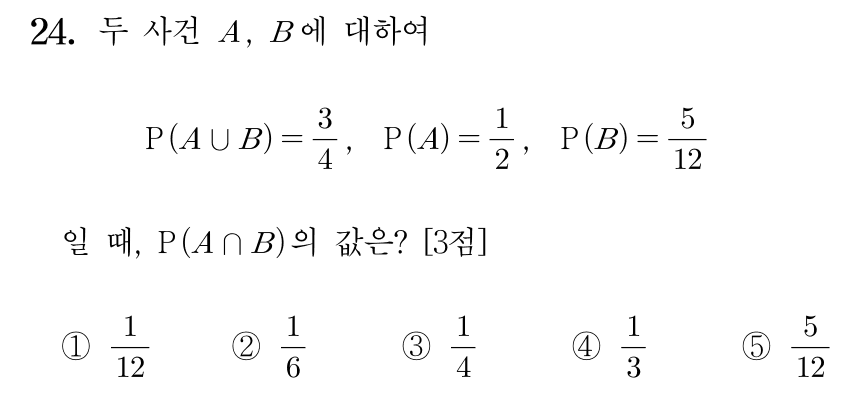 24. 두 사건 A, B에 대하여
P(A ∪ B) = 3/4, P(A) = 1/2, P(B) = 5/12
일 때, P(A ∩ B)의 값은? [3점]
① 1/12 ② 1/6 ③ 1/4 ④ 1/3 ⑤ 5/12